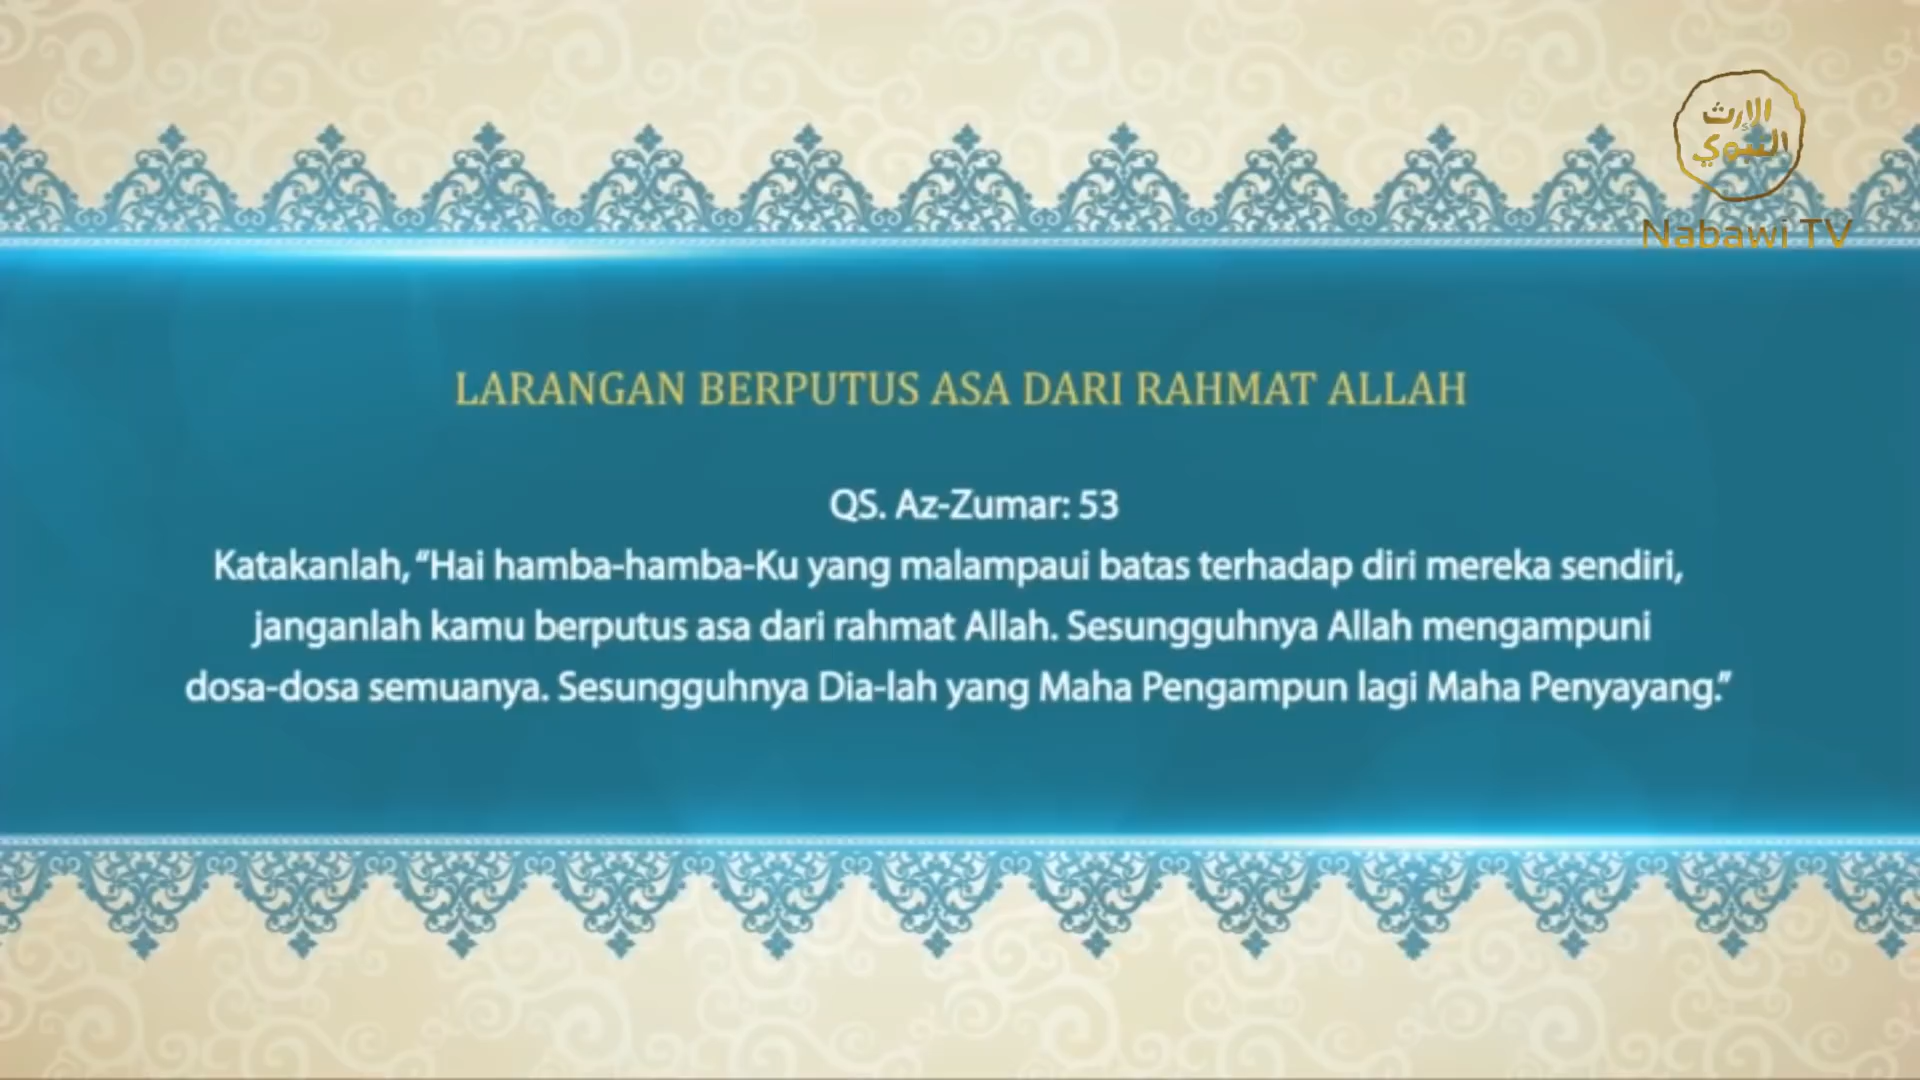 الإرث
النبوي
Nabawi TV
LARANGAN BERPUTUS ASA DARI RAHMAT ALLAH
QS. Az-Zumar: 53
Katakanlah, “Hai hamba-hamba-Ku yang malampaui batas terhadap diri mereka sendiri,
janganlah kamu berputus asa dari rahmat Allah. Sesungguhnya Allah mengampuni
dosa-dosa semuanya. Sesungguhnya Dia-lah yang Maha Pengampun lagi Maha Penyayang.”